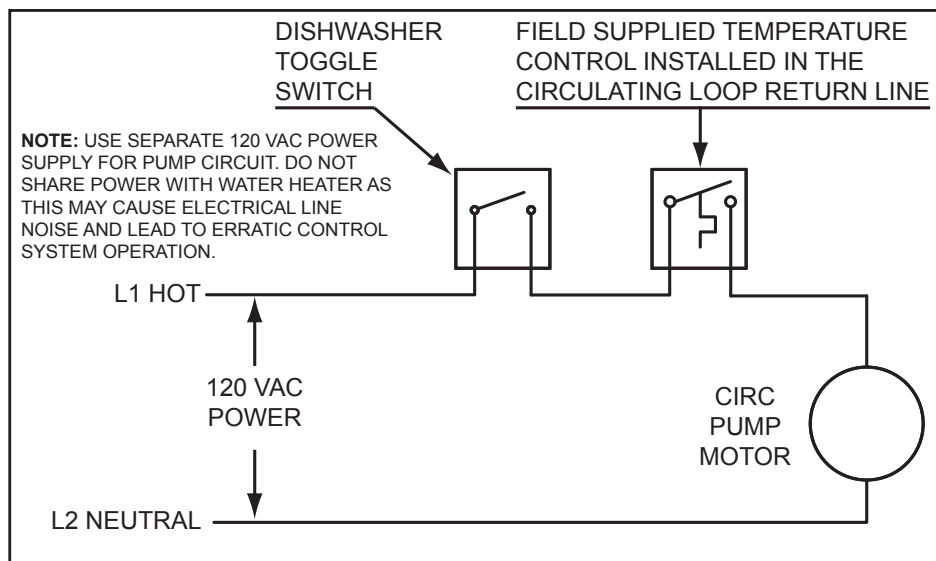 DISHWASHER
TOGGLE
SWITCH
FIELD SUPPLIED TEMPERATURE
CONTROL INSTALLED IN THE
CIRCULATING LOOP RETURN LINE
NOTE: USE SEPARATE 120 VAC POWER
SUPPLY FOR PUMP CIRCUIT. DO NOT
SHARE POWER WITH WATER HEATER AS
THIS MAY CAUSE ELECTRICAL LINE
NOISE AND LEAD TO ERRATIC CONTROL
SYSTEM OPERATION.
L1 HOT
120 VAC
POWER
CIRC
PUMP
MOTOR
L2 NEUTRAL